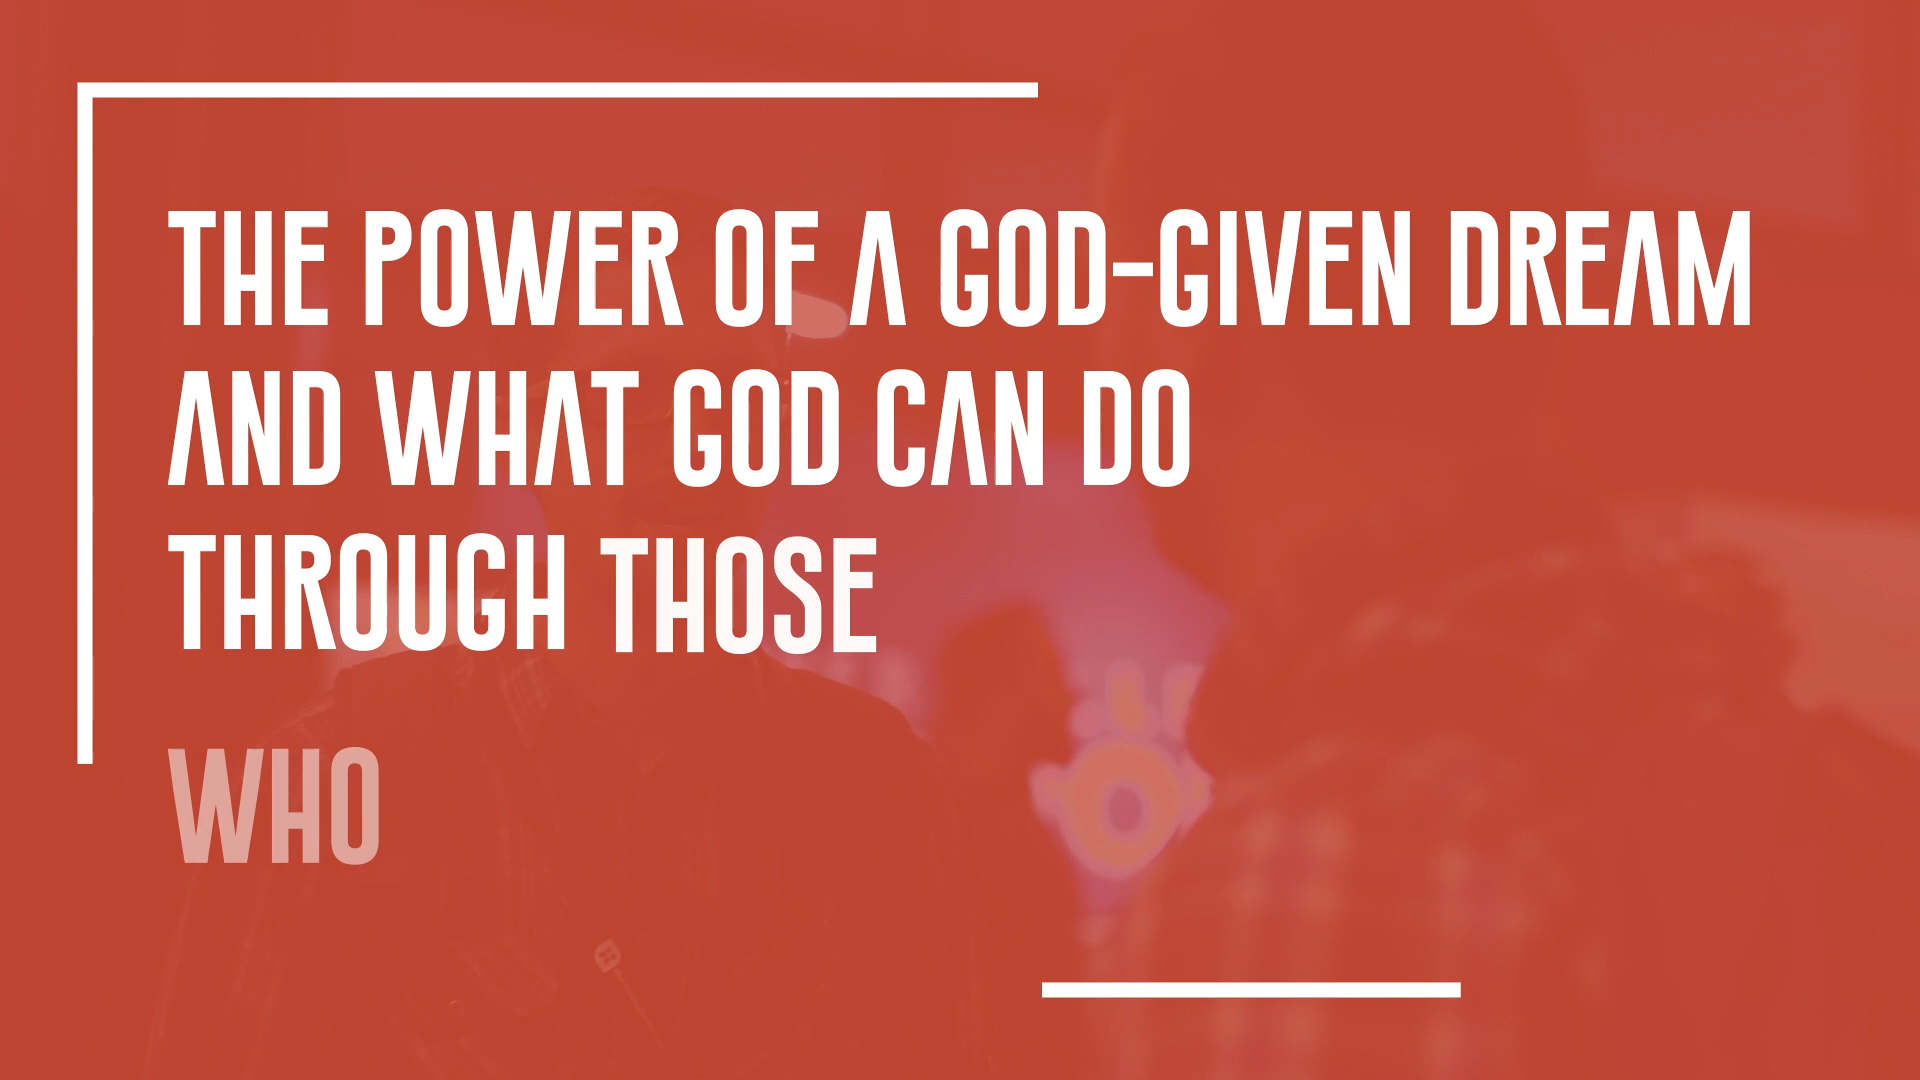 THE POWER OF A GOD-GIVEN DREAM
AND WHAT GOD CAN DO
THROUGH THOSE
WHO